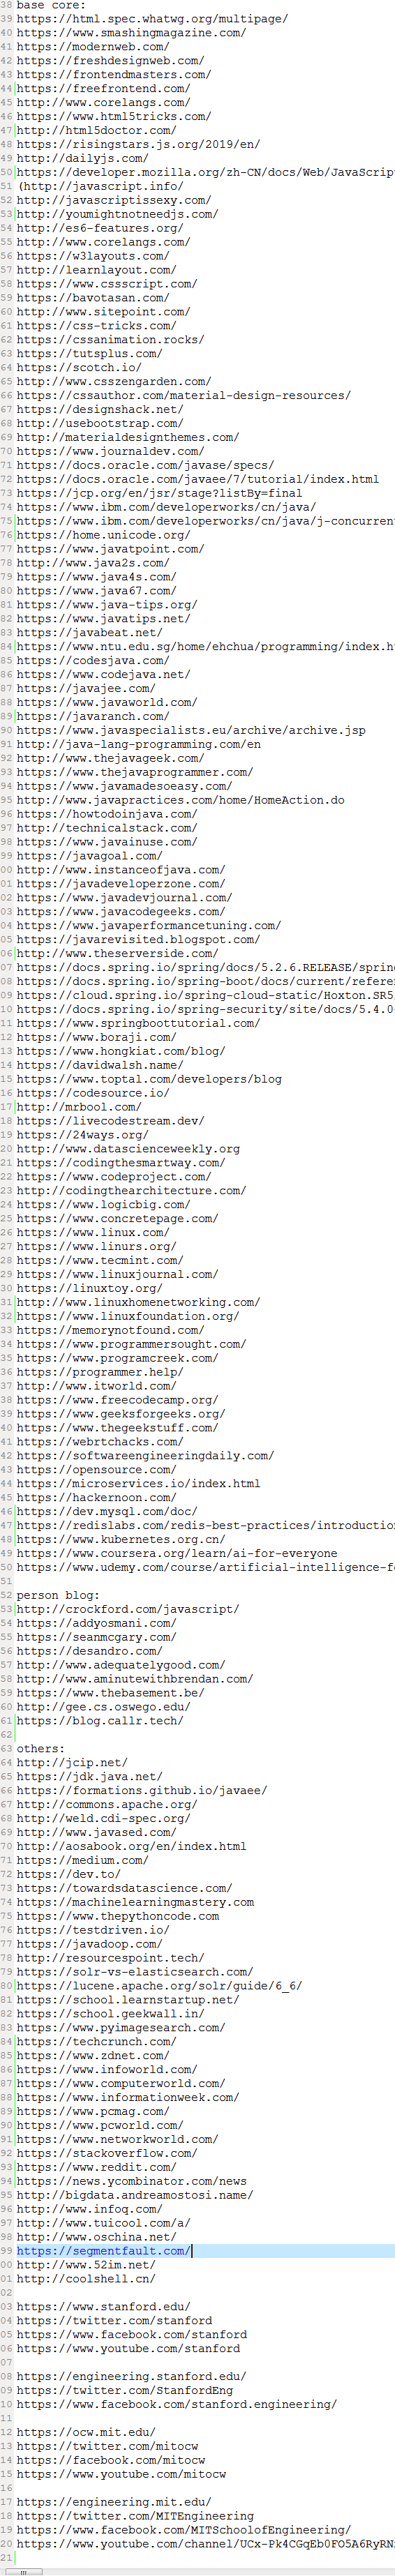 38 base core:
39 https://html.spec.whatwg.org/multipage/
40 https://www.smashingmagazine.com/
41 https://modernweb.com/
42 https://freshdesignweb.com/
43 https://frontendmasters.com/
44 https://freefrontend.com/
45 http://www.corelangs.com/
46 https://www.html5tricks.com/
47 http://html5doctor.com/
48 https://risingstars.js.org/2019/en/
49 http://dailyjs.com/
50 https://developer.mozilla.org/zh-CN/docs/Web/JavaScrip
51 (http://javascript.info/
52 http://javascriptissexy.com/
53 http://youmightnotneedjs.com/
54 http://es6-features.org/
55 http://www.corelangs.com/
56 https://w3layouts.com/
57 http://learnlayout.com/
58 https://www.cssscript.com/
59 https://bavotasan.com/
60 http://www.sitepoint.com/
61 https://css-tricks.com/
62 https://cssanimation.rocks/
63 https://tutsplus.com/
64 https://scotch.io/
65 http://www.csszengarden.com/
66 https://cssauthor.com/material-design-resources/
67 https://designshack.net/
68 http://usebootstrap.com/
69 http://materialdesignthemes.com/
70 https://www.journaldev.com/
71 https://docs.oracle.com/javase/specs/
72 https://docs.oracle.com/javaee/7/tutorial/index.html
73 https://jcp.org/en/jsr/stage?listBy=final
74 https://www.ibm.com/developerworks/cn/java/
75 https://www.ibm.com/developerworks/cn/java/j-concurren
76 https://home.unicode.org/
77 https://www.javatpoint.com/
78 http://www.java2s.com/
79 https://www.java4s.com/
80 https://www.java67.com/
81 https://www.java-tips.org/
82 https://www.javatips.net/
83 https://javabeat.net/
84 https://www.ntu.edu.sg/home/ehchua/programming/index.h
85 https://codesjava.com/
86 https://www.codejava.net/
87 https://javajee.com/
88 https://www.javaworld.com/
89 https://javaranch.com/
90 https://www.javaspecialists.eu/archive/archive.jsp
91 http://java-lang-programming.com/en
92 http://www.thejavageek.com/
93 https://www.thejavaprogrammer.com/
94 https://www.javamadesoeasy.com/
95 http://www.javapractices.com/home/HomeAction.do
96 https://howtodoinjava.com/
97 http://technicalstack.com/
98 https://www.javainuse.com/
99 https://javagoal.com/
00 http://www.instanceofjava.com/
01 https://javadeveloperzone.com/
02 https://www.javadevjournal.com/
03 https://www.javacodegeeks.com/
04 http://www.javaperformancetuning.com/
05 https://javarevisited.blogspot.com/
06 http://www.theserverside.com/
07 https://docs.spring.io/spring/docs/5.2.6.RELEASE/sprin
08 https://docs.spring.io/spring-boot/docs/current/refere
09 https://cloud.spring.io/spring-cloud-static/Hoxton.SR5
10 https://docs.spring.io/spring-security/site/docs/5.4.0
11 https://www.springboottutorial.com/
12 https://www.boraji.com/
13 https://www.hongkiat.com/blog/
14 https://davidwalsh.name/
15 https://www.toptal.com/developers/blog
16 https://codesource.io/
17 http://mrbool.com/
18 https://livecodestream.dev/
19 https://24ways.org/
20 http://www.datascienceweekly.org
21 https://codingthesmartway.com/
22 https://www.codeproject.com/
23 http://codingthearchitecture.com/
24 https://www.logicbig.com/
25 https://www.concretepage.com/
26 https://www.linux.com/
27 https://www.linurs.org/
28 https://www.tecmint.com/
29 https://www.linuxjournal.com/
30 https://linuxtoy.org/
31 http://www.linuxhomenetworking.com/
32 https://www.linuxfoundation.org/
33 https://memorynotfound.com/
34 https://www.programmersought.com/
35 https://www.programcreek.com/
36 https://programmer.help/
37 http://www.itworld.com/
38 https://www.freecodecamp.org/
39 https://www.geeksforgeeks.org/
40 https://www.thegeekstuff.com/
41 https://webrtchacks.com/
42 https://softwareengineeringdaily.com/
43 https://opensource.com/
44 https://microservices.io/index.html
45 https://hackernoon.com/
46 https://dev.mysql.com/doc/
47 https://redislabs.com/redis-best-practices/introductio
48 https://www.kubernetes.org.cn/
49 https://www.coursera.org/learn/ai-for-everyone
50 https://www.udemy.com/course/artificial-intelligence-f
51
52 person blog:
53 http://crockford.com/javascript/
54 https://addyosmani.com/
55 https://seanmcgary.com/
56 https://desandro.com/
57 http://www.adequatelygood.com/
58 http://www.aminutewithbrendan.com/
59 https://www.thebasement.be/
60 http://gee.cs.oswego.edu/
61 https://blog.callr.tech/
62
63 others:
64 http://jcip.net/
65 https://jdk.java.net/
66 https://formations.github.io/javaee/
67 http://commons.apache.org/
68 http://weld.cdi-spec.org/
69 http://www.javased.com/
70 http://aosabook.org/en/index.html
71 https://medium.com/
72 https://dev.to/
73 https://towardsdatascience.com/
74 https://machinelearningmastery.com
75 https://www.thepythoncode.com
76 https://testdriven.io/
77 https://javadoop.com/
78 http://resourcespoint.tech/
79 https://solr-vs-elasticsearch.com/
80 https://lucene.apache.org/solr/guide/6_6/
81 https://school.learnstartup.net/
82 https://school.geekwall.in/
83 https://www.pyimagesearch.com/
84 https://techcrunch.com/
85 https://www.zdnet.com/
86 https://www.infoworld.com/
87 https://www.computerworld.com/
88 https://www.informationweek.com/
89 https://www.pcmag.com/
90 https://www.pcworld.com/
91 https://www.networkworld.com/
92 https://stackoverflow.com/
93 https://www.reddit.com/
94 https://news.ycombinator.com/news
95 http://bigdata.andreamostosi.name/
96 http://www.infoq.com/
97 http://www.tuicool.com/a/
98 http://www.oschina.net/
99 https://segmentfault.com/
00 http://www.52im.net/
01 http://coolshell.cn/
02
03 https://www.stanford.edu/
04 https://twitter.com/stanford
05 https://www.facebook.com/stanford
06 https://www.youtube.com/stanford
07
08 https://engineering.stanford.edu/
09 https://twitter.com/StanfordEng
10 https://www.facebook.com/stanford.engineering/
11
12 https://ocw.mit.edu/
13 https://twitter.com/mitocw
14 https://facebook.com/mitocw
15 https://www.youtube.com/mitocw
16
17 https://engineering.mit.edu/
18 https://twitter.com/MITEngineering
19 https://www.facebook.com/MITSchoolofEngineering/
20 https://www.youtube.com/channel/UCx-Pk4CGqEb0FO5A6RyRN
21